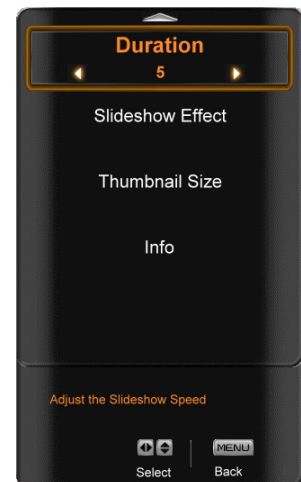 Duration
5
Slideshow Effect
Thumbnail Size
Info
Adjust the Slideshow Speed
MENU
Select
Back